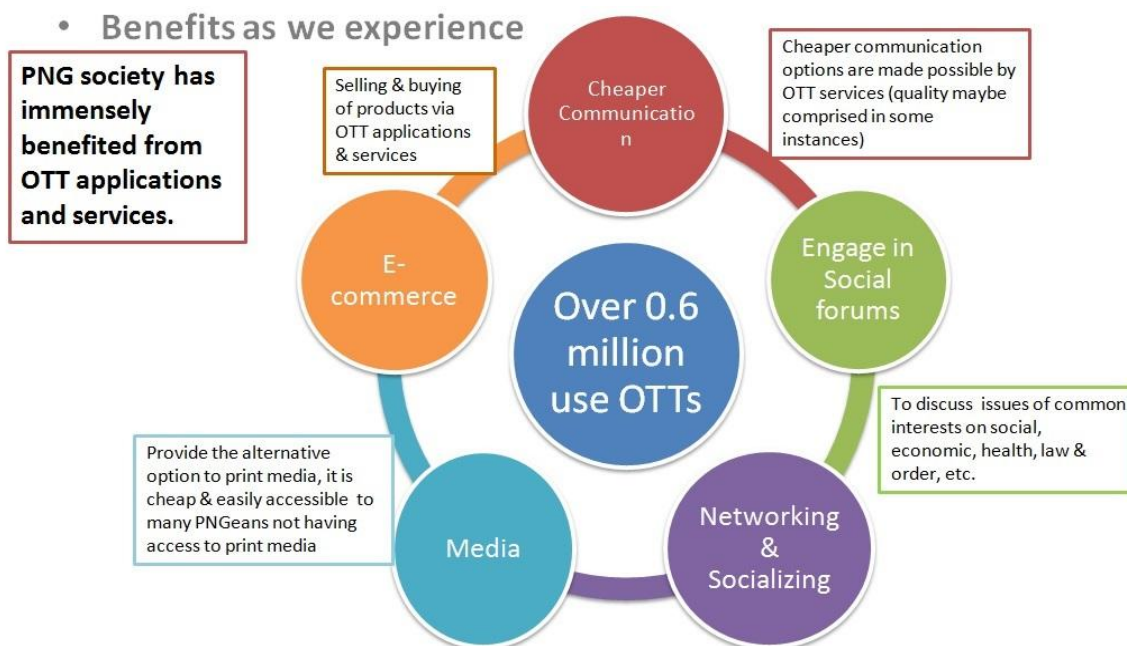 • Benefits as we experience
PNG society has
immensely
benefited from
OTT applications
and services.
Selling & buying
of products via
OTT applications
& services
Cheaper
Communicatio
n
Cheaper communication
options are made possible by
OTT services (quality maybe
comprised in some
instances)
E-
commerce
Over 0.6
million
use OTTs
Engage in
Social
forums
To discuss issues of common
interests on social,
economic, health, law &
order, etc.
Provide the alternative
option to print media, it is
cheap & easily accessible to
many PNGeans not having
access to print media
Media
Networking
&
Socializing